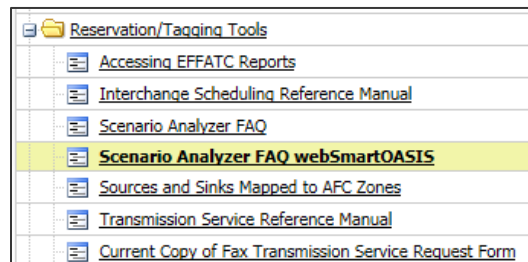 Reservation/Tagging Tools
Accessing EFFATC Reports
Interchange Scheduling Reference Manual
Scenario Analyzer FAQ
Scenario Analyzer FAQ webSmartOASIS
Sources and Sinks Mapped to AFC Zones
Transmission Service Reference Manual
Current Copy of Fax Transmission Service Request Form